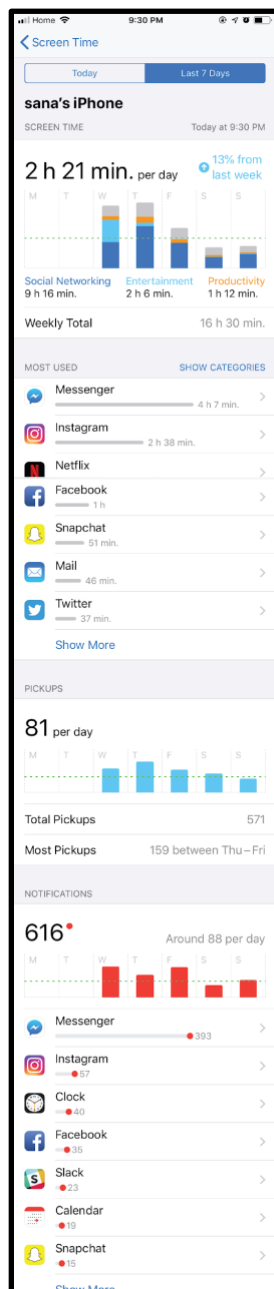 Home 9:30 PM
Screen Time
Today Last 7 Days
sana's iPhone
SCREEN TIME Today at 9:30 PM
2 h 21 min. per day 13% from last week
M T W T F S S
Social Networking Entertainment Productivity
9 h 16 min. 2 h 6 min. 1 h 12 min.
Weekly Total 16 h 30 min.
MOST USED SHOW CATEGORIES
Messenger
4 h 7 min.
Instagram
2 h 38 min.
Netflix
Facebook
1 h
Snapchat
51 min.
Mail
46 min.
Twitter
37 min.
Show More
PICKUPS
81 per day
M T W T F S S
Total Pickups 571
Most Pickups 159 between Thu – Fri
NOTIFICATIONS
616 Around 88 per day
M T W T F S S
Messenger
393
Instagram
57
Clock
40
Facebook
35
Slack
23
Calendar
19
Snapchat
15
Show More